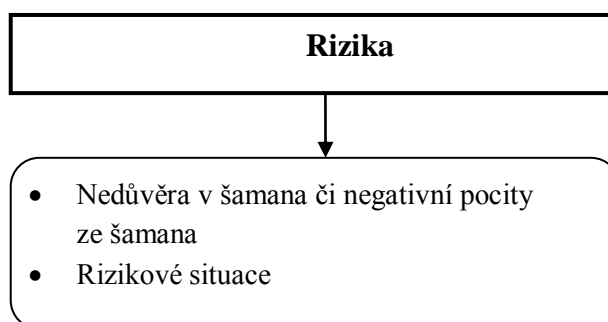 Rizika
• Nedůvěra v šamana či negativní pocity
ze šamana
• Rizikové situace